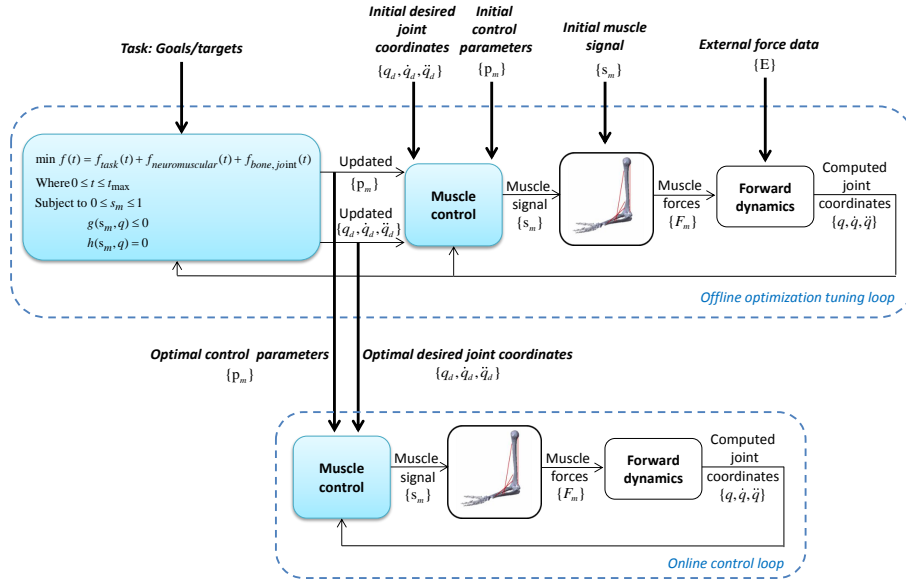 Task: Goals/targets
Initial desired
joint
coordinates
{q_d, q̇_d, q̈_d}
Initial
control
parameters
{p_m}
Initial muscle
signal
{s_m}
External force data
{E}
min f(t) = f_task(t) + f_neuromuscular(t) + f_bone,joint(t)
Where 0 ≤ t ≤ t_max
Subject to 0 ≤ s_m ≤ 1
g(s_m, q) ≤ 0
h(s_m, q) = 0
Updated
{p_m}
Updated
{q_d, q̇_d, q̈_d}
Muscle
control
Muscle
signal
{s_m}
Muscle
forces
{F_m}
Forward
dynamics
Computed
joint
coordinates
{q, q̇, q̈}
Offline optimization tuning loop
Optimal control parameters
{p_m}
Optimal desired joint coordinates
{q_d, q̇_d, q̈_d}
Muscle
control
Muscle
signal
{s_m}
Muscle
forces
{F_m}
Forward
dynamics
Computed
joint
coordinates
{q, q̇, q̈}
Online control loop